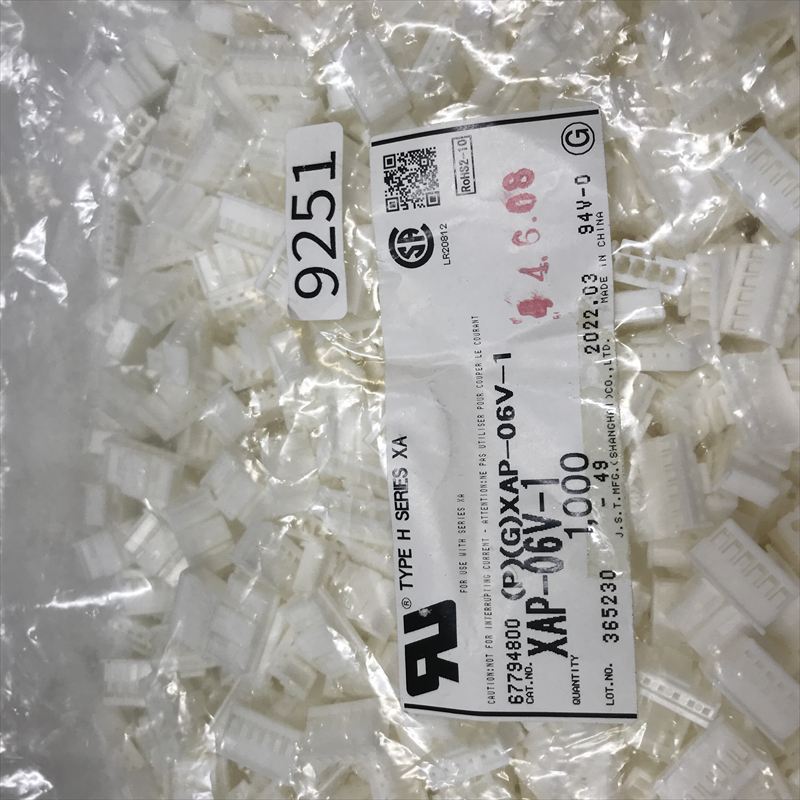 9251
RoHS2-10
G
LR20812
4.6.08
94V-0
® TYPE H SERIES XA
FOR USE WITH SERIES XA
CAUTION:NOT FOR INTERRUPTING CURRENT - ATTENTION:NE PAS UTILISER POUR COUPER LE COURANT
67794800 (P)(G)XAP-06V-1
CAT.NO. XAP-06V-1
QUANTITY 1,000
LOT.NO. 365230 - 49 2022.03
J.S.T.MFG.(SHANGHAI)CO.,LTD. MADE IN CHINA